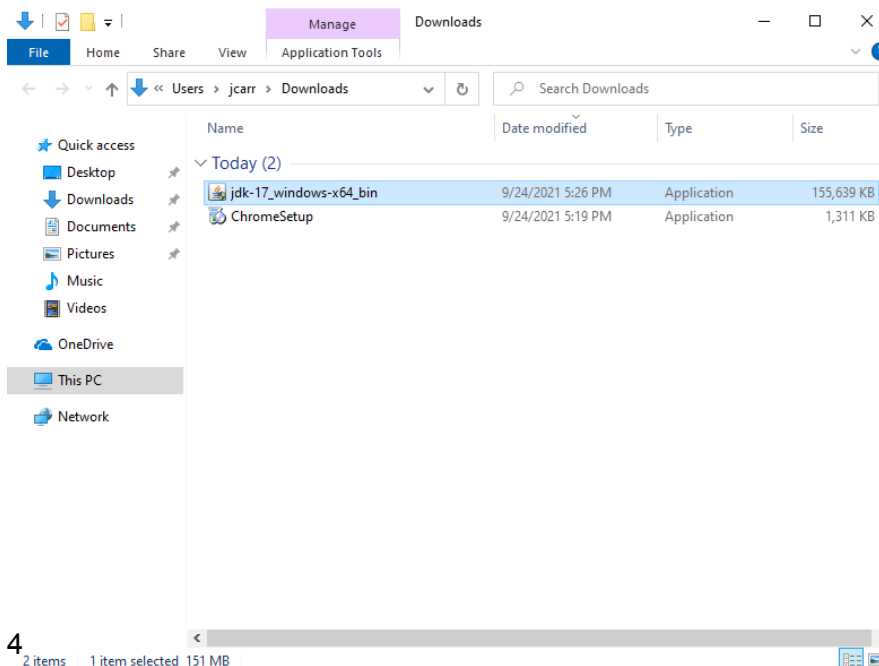 Manage
Downloads
File Home Share View Application Tools
« Users › jcarr › Downloads
Search Downloads
Name Date modified Type Size
Quick access
Today (2)
Desktop
jdk-17_windows-x64_bin 9/24/2021 5:26 PM Application 155,639 KB
Downloads
ChromeSetup 9/24/2021 5:19 PM Application 1,311 KB
Documents
Pictures
Music
Videos
OneDrive
This PC
Network
4
2 items 1 item selected 151 MB